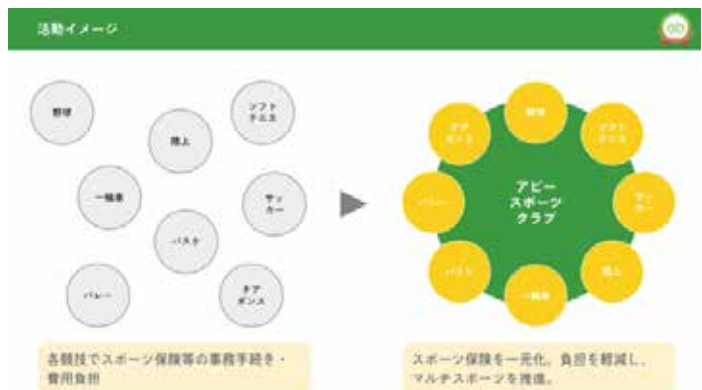 活動イメージ
野球
ソフト
テニス
陸上
一輪車
サッ
カー
バスケ
バレー
チア
ダンス
各競技でスポーツ保険等の事務手続き・
費用負担
野球
チア
ダンス
ソフト
テニス
バレー
アビー
スポーツ
クラブ
サッ
カー
バスケ
陸上
一輪車
スポーツ保険を一元化。負担を軽減し、
マルチスポーツを推進。